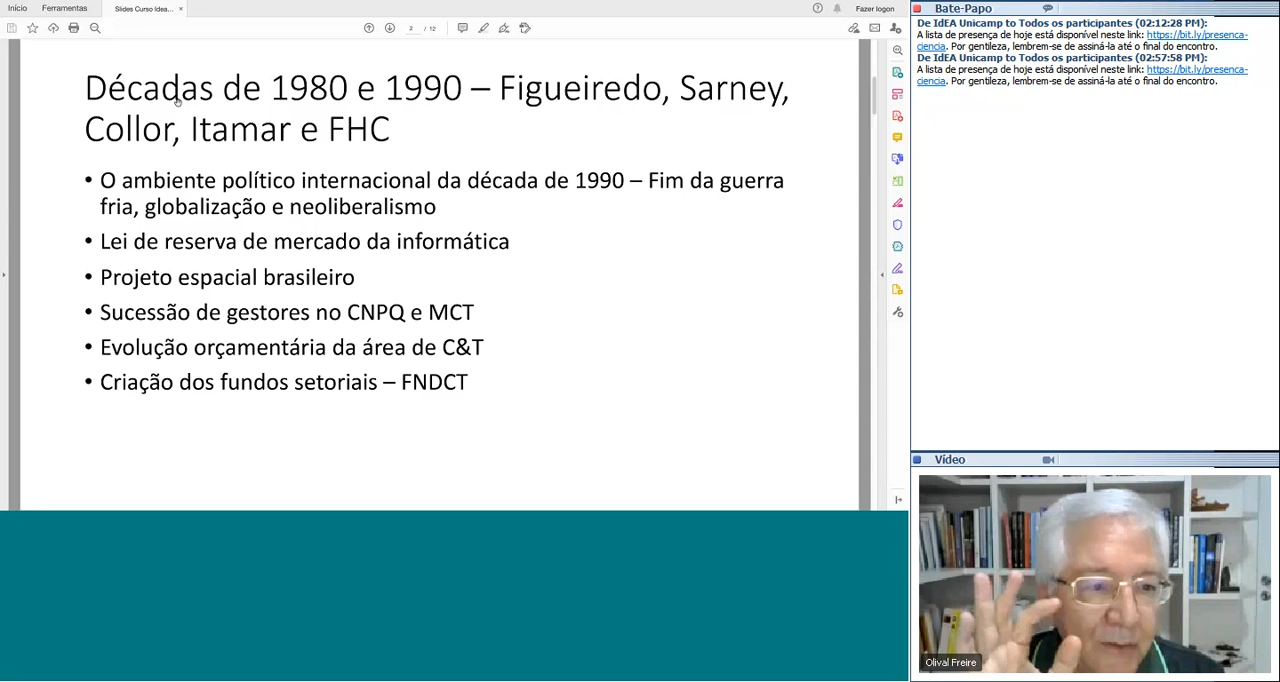 Início Ferramentas Slides Curso Idea... × Fazer logon
2 / 12
Décadas de 1980 e 1990 – Figueiredo, Sarney,
Collor, Itamar e FHC
• O ambiente político internacional da década de 1990 – Fim da guerra
fria, globalização e neoliberalismo
• Lei de reserva de mercado da informática
• Projeto espacial brasileiro
• Sucessão de gestores no CNPQ e MCT
• Evolução orçamentária da área de C&T
• Criação dos fundos setoriais – FNDCT
Bate-Papo
De IdEA Unicamp to Todos os participantes (02:12:28 PM):
A lista de presença de hoje está disponível neste link: https://bit.ly/presenca-
ciencia. Por gentileza, lembrem-se de assiná-la até o final do encontro.
De IdEA Unicamp to Todos os participantes (02:57:58 PM):
A lista de presença de hoje está disponível neste link: https://bit.ly/presenca-
ciencia. Por gentileza, lembrem-se de assiná-la até o final do encontro.
Vídeo
Olival Freire